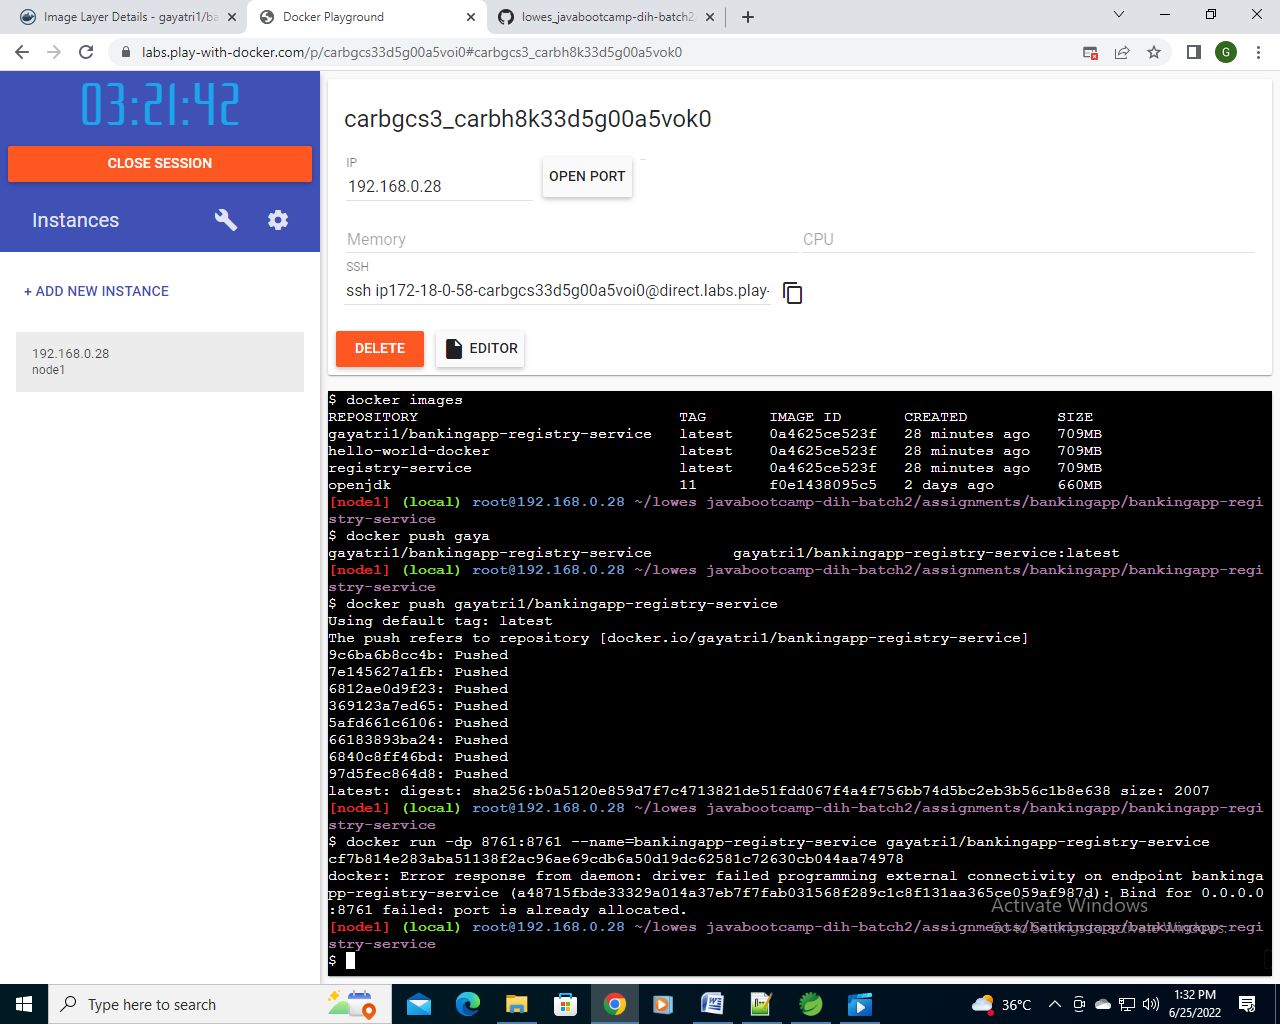 Image Layer Details - gayatri1/ba
Docker Playground
lowes_javabootcamp-dih-batch2
labs.play-with-docker.com/p/carbgcs33d5g00a5voi0#carbgcs3_carbh8k33d5g00a5vok0
G
03:21:42
CLOSE SESSION
Instances
+ ADD NEW INSTANCE
192.168.0.28
node1
carbgcs3_carbh8k33d5g00a5vok0
IP
192.168.0.28
OPEN PORT
Memory
CPU
SSH
ssh ip172-18-0-58-carbgcs33d5g00a5voi0@direct.labs.play-
DELETE
EDITOR
$ docker images
REPOSITORY TAG IMAGE ID CREATED SIZE
gayatri1/bankingapp-registry-service latest 0a4625ce523f 28 minutes ago 709MB
hello-world-docker latest 0a4625ce523f 28 minutes ago 709MB
registry-service latest 0a4625ce523f 28 minutes ago 709MB
openjdk 11 f0e1438095c5 2 days ago 660MB
[node1] (local) root@192.168.0.28 ~/lowes javabootcamp-dih-batch2/assignments/bankingapp/bankingapp-regi
stry-service
$ docker push gaya
gayatri1/bankingapp-registry-service gayatri1/bankingapp-registry-service:latest
[node1] (local) root@192.168.0.28 ~/lowes javabootcamp-dih-batch2/assignments/bankingapp/bankingapp-regi
stry-service
$ docker push gayatri1/bankingapp-registry-service
Using default tag: latest
The push refers to repository [docker.io/gayatri1/bankingapp-registry-service]
9c6ba6b8cc4b: Pushed
7e145627a1fb: Pushed
6812ae0d9f23: Pushed
369123a7ed65: Pushed
5afd661c6106: Pushed
66183893ba24: Pushed
6840c8ff46bd: Pushed
97d5fec864d8: Pushed
latest: digest: sha256:b0a5120e859d7f7c4713821de51fdd067f4a4f756bb74d5bc2eb3b56c1b8e638 size: 2007
[node1] (local) root@192.168.0.28 ~/lowes javabootcamp-dih-batch2/assignments/bankingapp/bankingapp-regi
stry-service
$ docker run -dp 8761:8761 --name=bankingapp-registry-service gayatri1/bankingapp-registry-service
cf7b814e283aba51138f2ac96ae69cdb6a50d19dc62581c72630cb044aa74978
docker: Error response from daemon: driver failed programming external connectivity on endpoint bankinga
pp-registry-service (a48715fbde33329a014a37eb7f7fab031568f289c1c8f131aa365ce059af987d): Bind for 0.0.0.0
:8761 failed: port is already allocated.
[node1] (local) root@192.168.0.28 ~/lowes javabootcamp-dih-batch2/assignments/bankingapp/bankingapp-regi
stry-service
$
Activate Windows
Go to Settings to activate Windows.
Type here to search
36°C
1:32 PM
6/25/2022